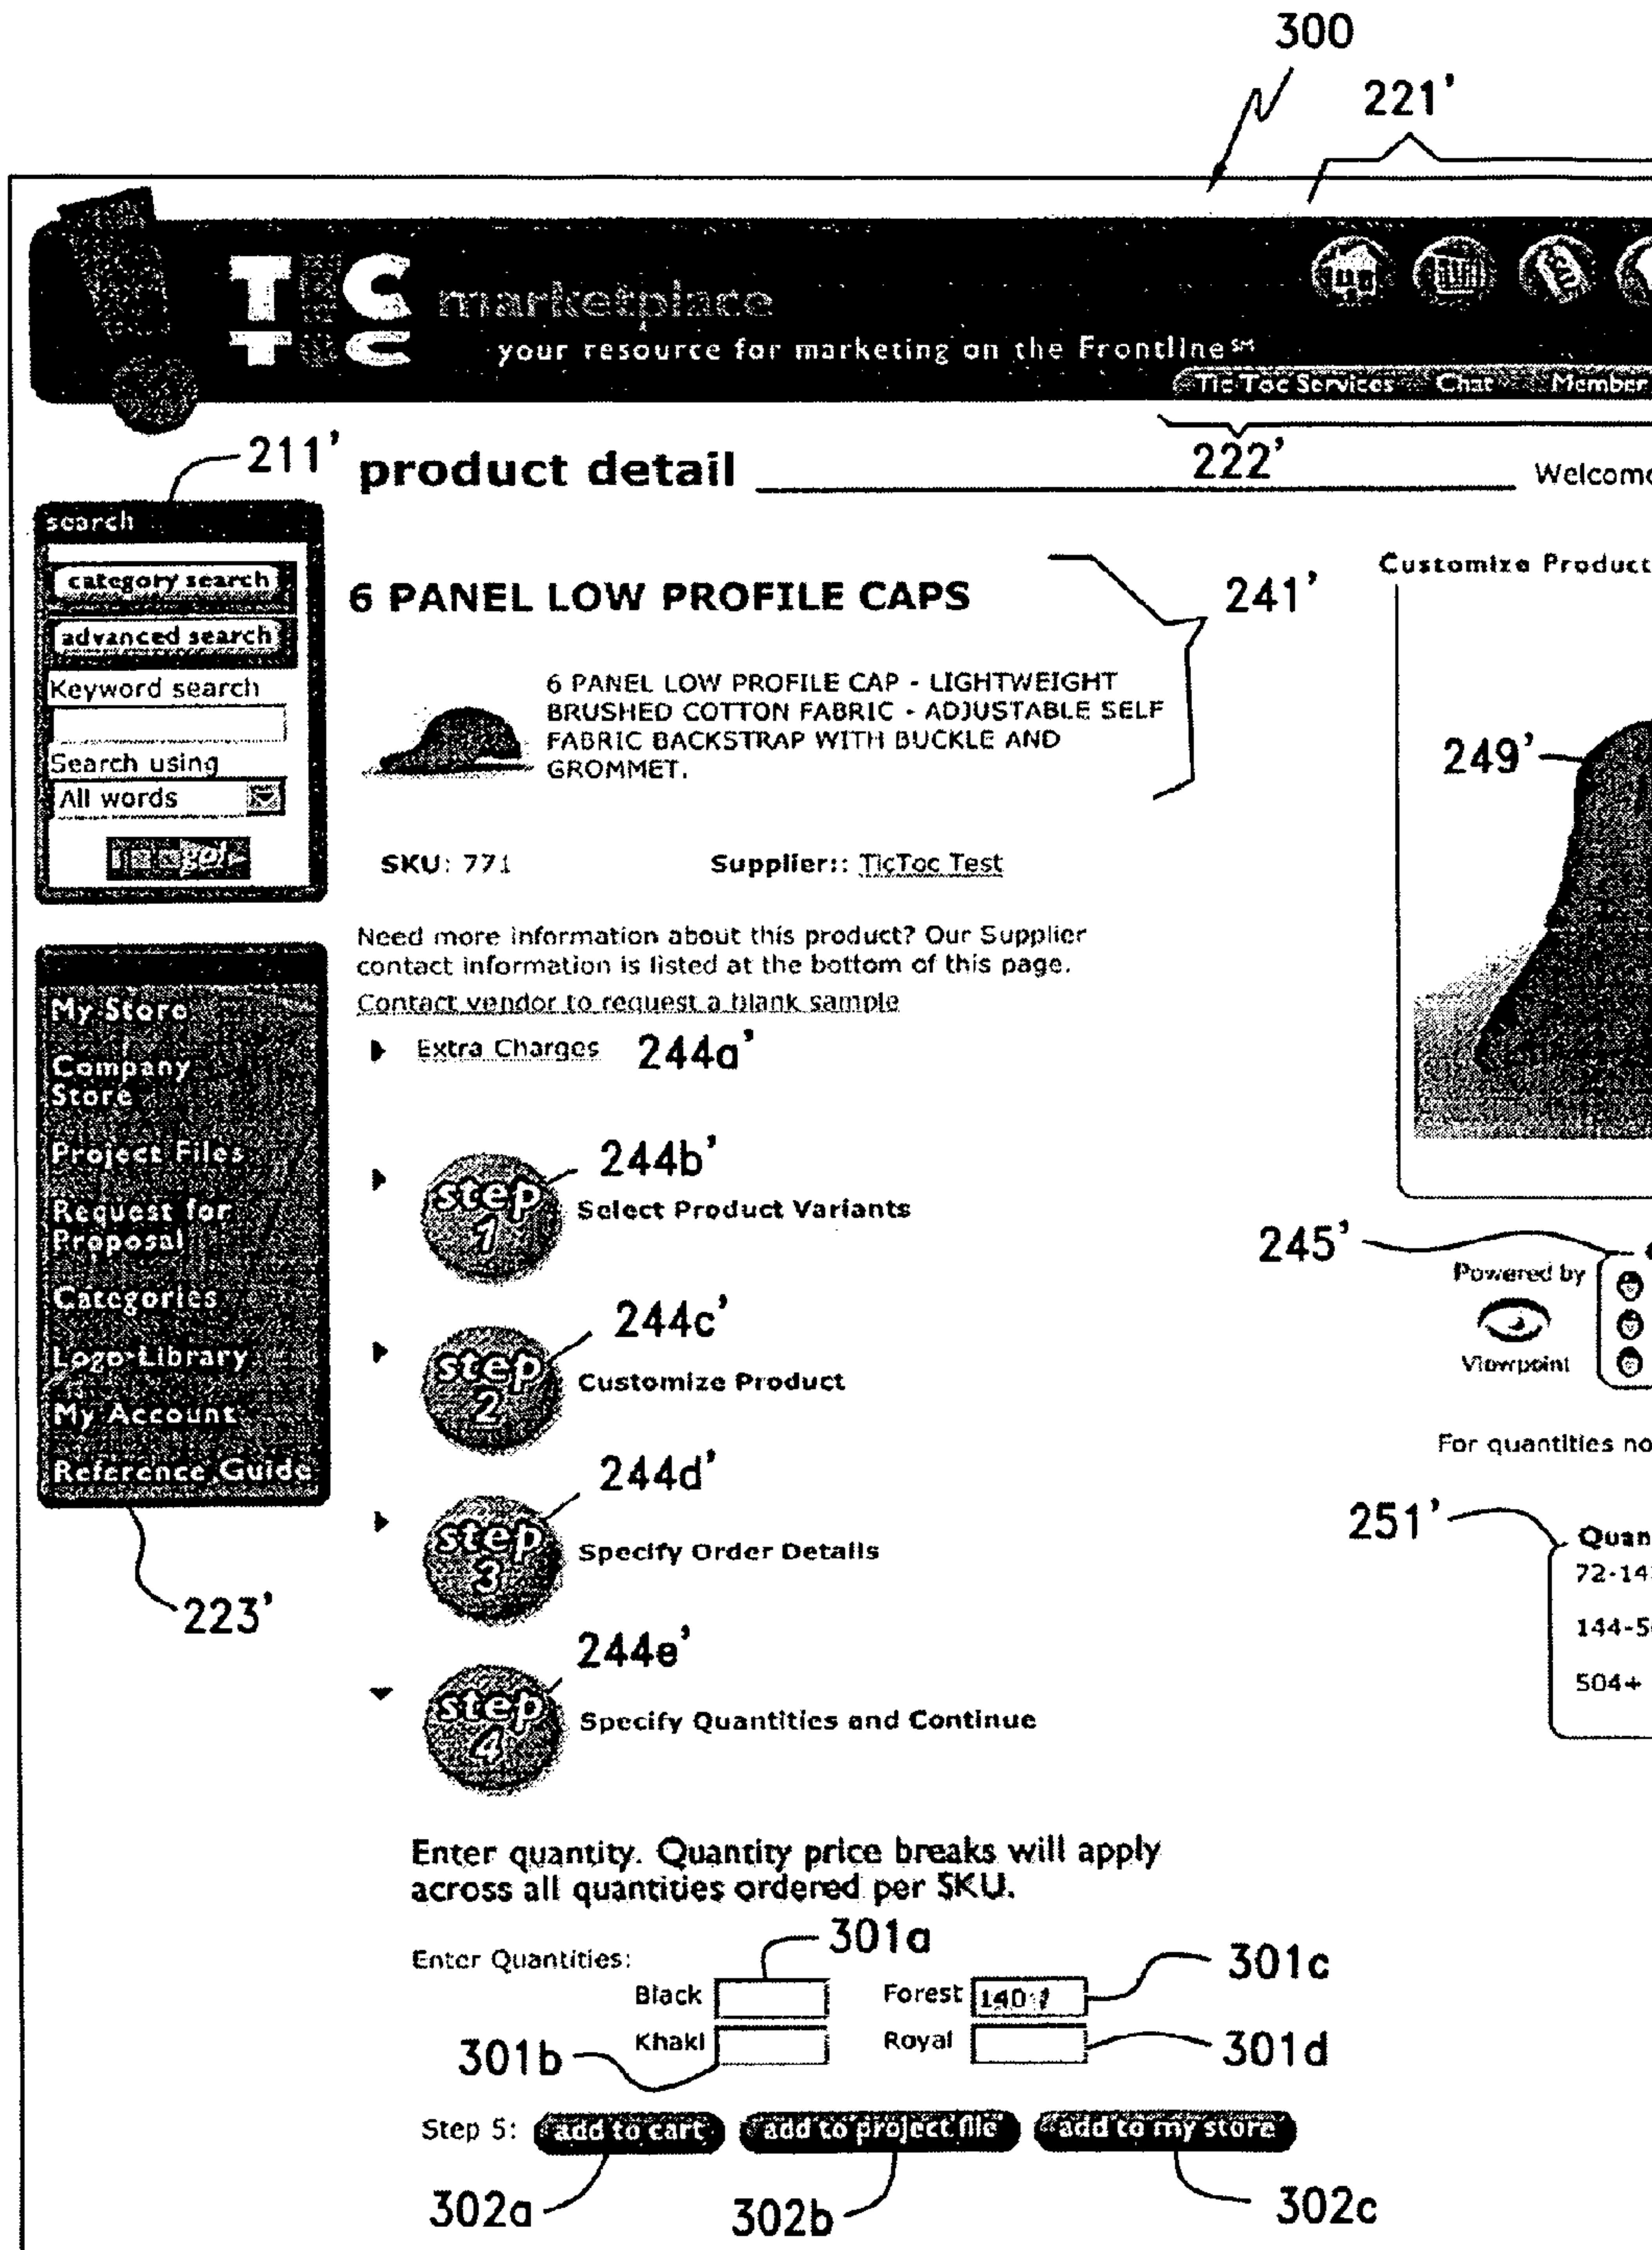 300
221'
TIC marketplace
T C
your resource for marketing on the Frontline℠
Tic Toc Services Chat Member
222'
211'
product detail
Welcome
search
category search
advanced search
Keyword search
Search using
All words
go!
6 PANEL LOW PROFILE CAPS
241'
6 PANEL LOW PROFILE CAP - LIGHTWEIGHT
BRUSHED COTTON FABRIC - ADJUSTABLE SELF
FABRIC BACKSTRAP WITH BUCKLE AND
GROMMET.
SKU: 771
Supplier:: TicToc Test
Need more information about this product? Our Supplier
contact information is listed at the bottom of this page.
Contact vendor to request a blank sample
Extra Charges 244a'
My Store
Company
Store
Project Files
Request for
Proposal
Categories
Logo Library
My Account
Reference Guide
223'
244b'
step
1
Select Product Variants
244c'
step
2
Customize Product
244d'
step
3
Specify Order Details
244e'
step
4
Specify Quantities and Continue
Customize Product
249'
245'
Powered by
Viewpoint
For quantities no
251'
Quan
72-14
144-5
504+
Enter quantity. Quantity price breaks will apply
across all quantities ordered per SKU.
301a
Enter Quantities:
301c
Black
Forest 140
Khaki
Royal
301b
301d
Step 5: add to cart add to project file add to my store
302a
302b
302c